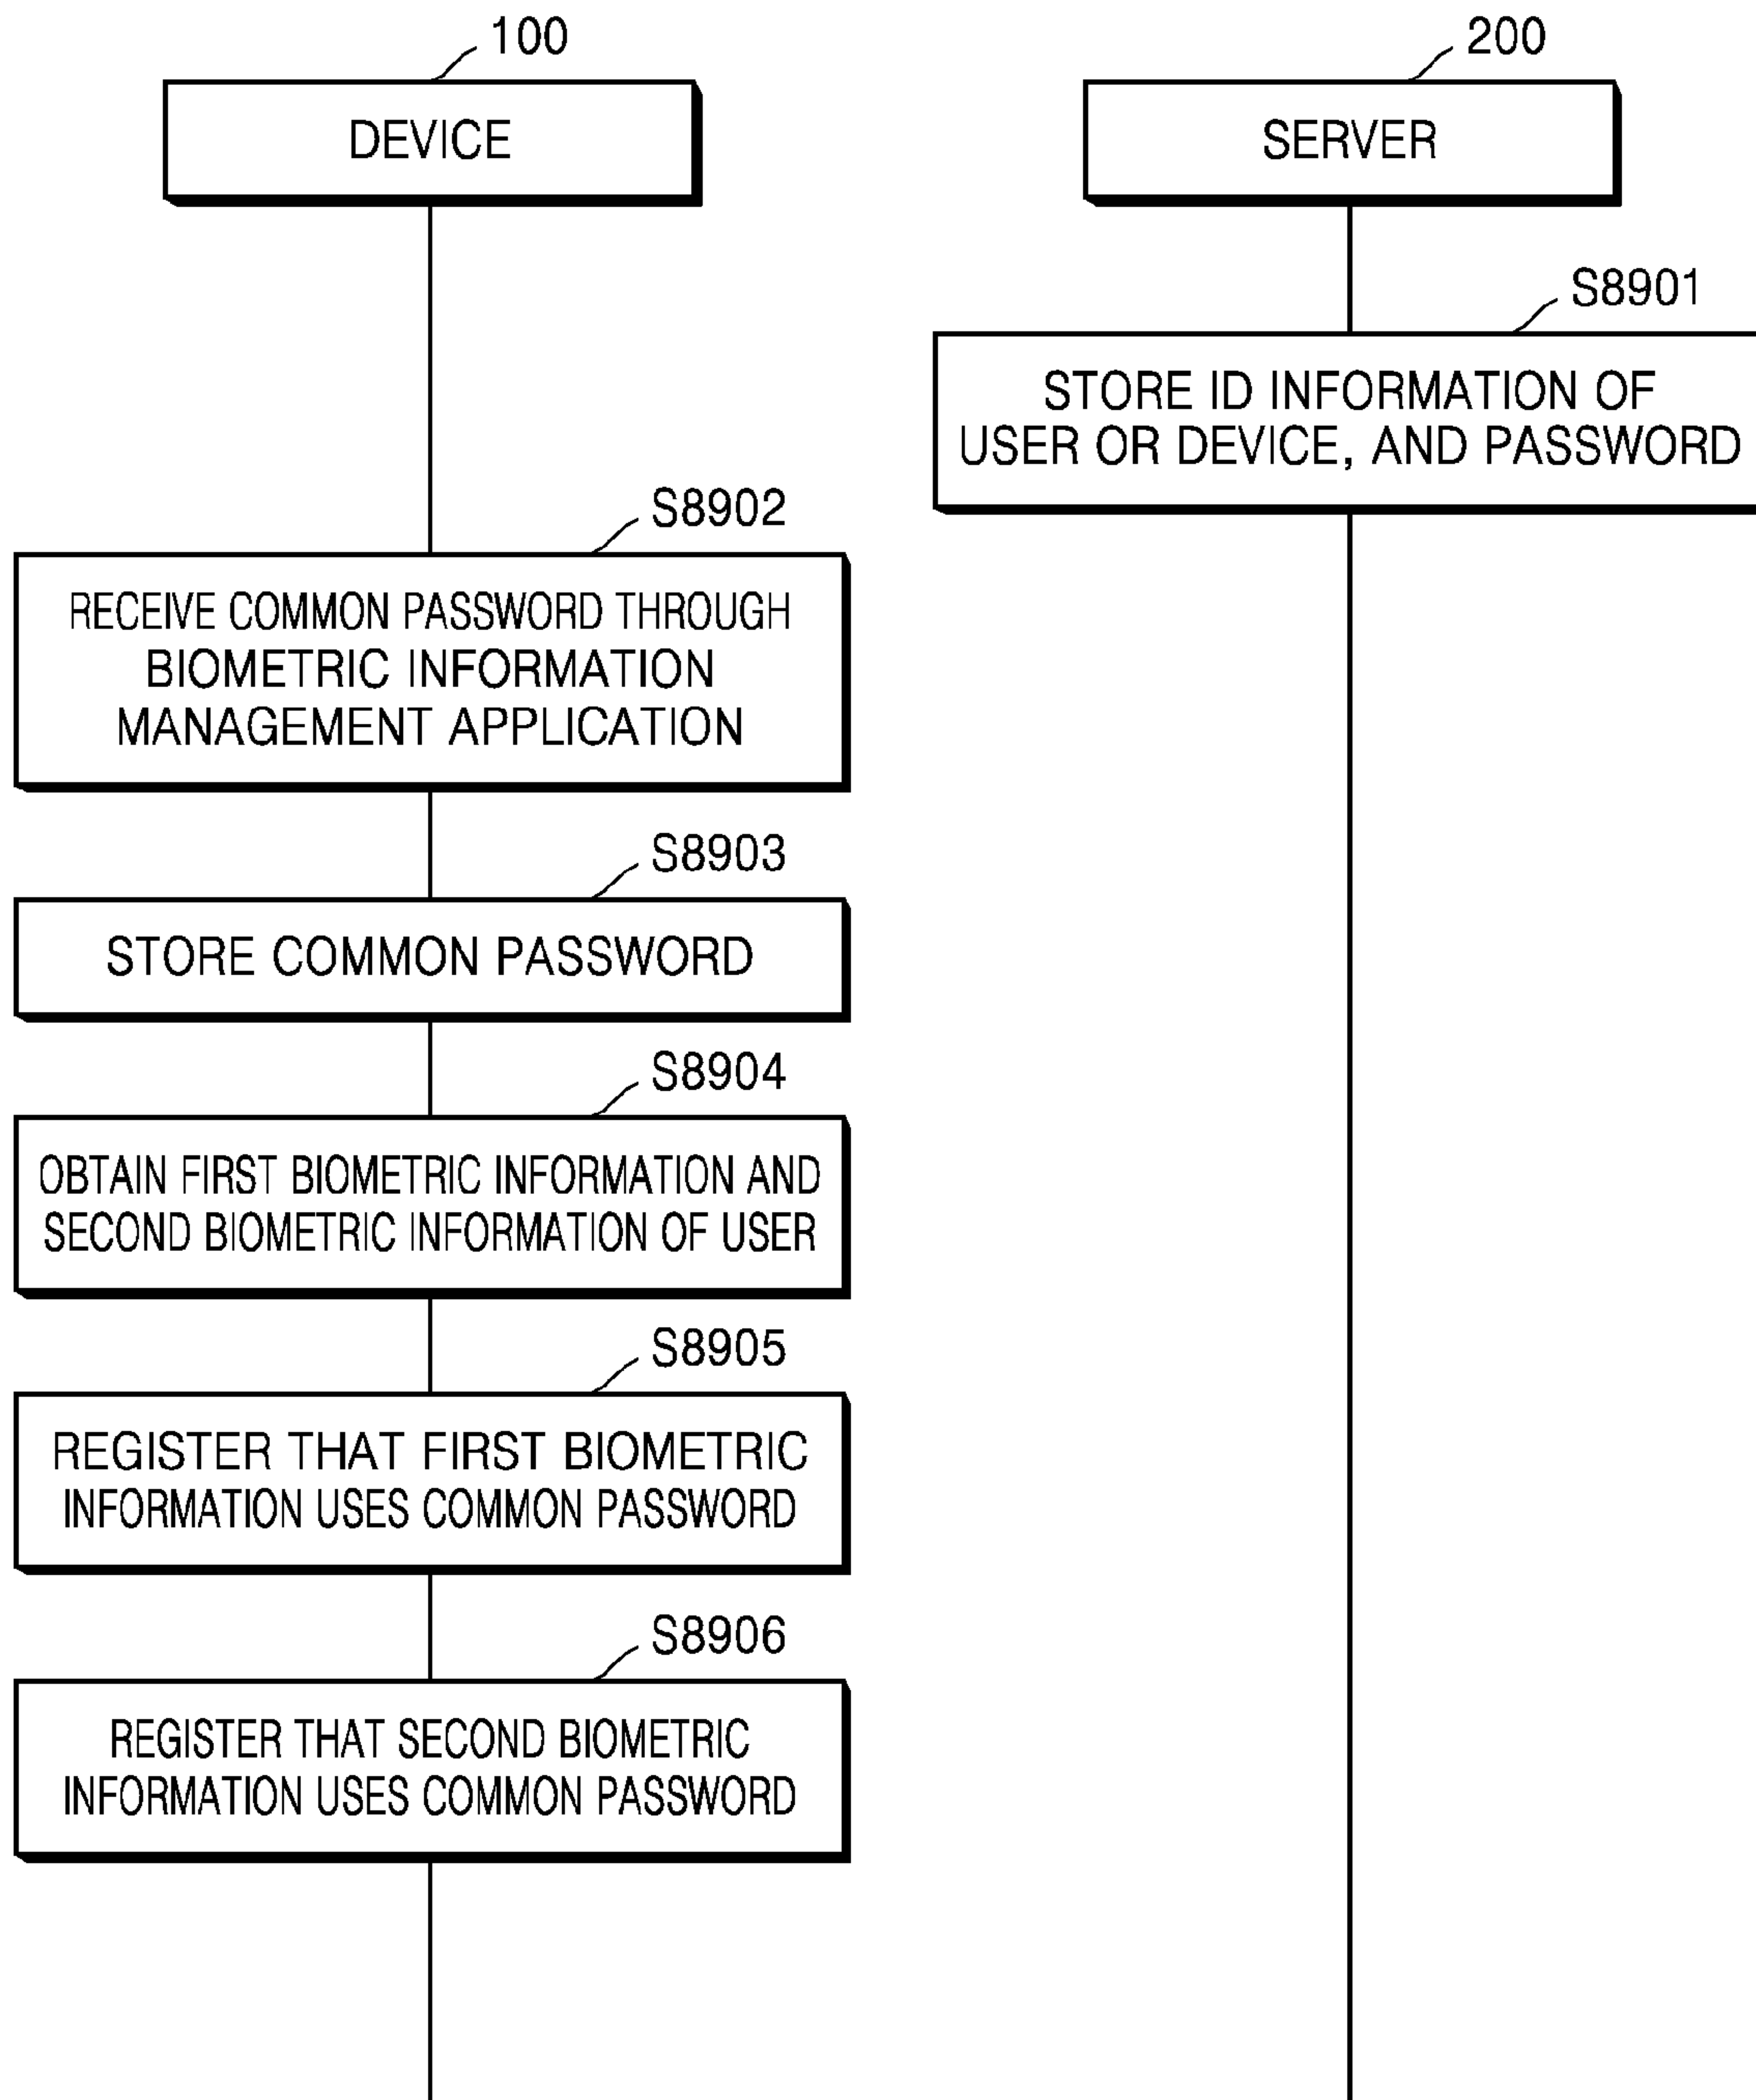 100
DEVICE
200
SERVER
S8901
STORE ID INFORMATION OF
USER OR DEVICE, AND PASSWORD
S8902
RECEIVE COMMON PASSWORD THROUGH
BIOMETRIC INFORMATION
MANAGEMENT APPLICATION
S8903
STORE COMMON PASSWORD
S8904
OBTAIN FIRST BIOMETRIC INFORMATION AND
SECOND BIOMETRIC INFORMATION OF USER
S8905
REGISTER THAT FIRST BIOMETRIC
INFORMATION USES COMMON PASSWORD
S8906
REGISTER THAT SECOND BIOMETRIC
INFORMATION USES COMMON PASSWORD